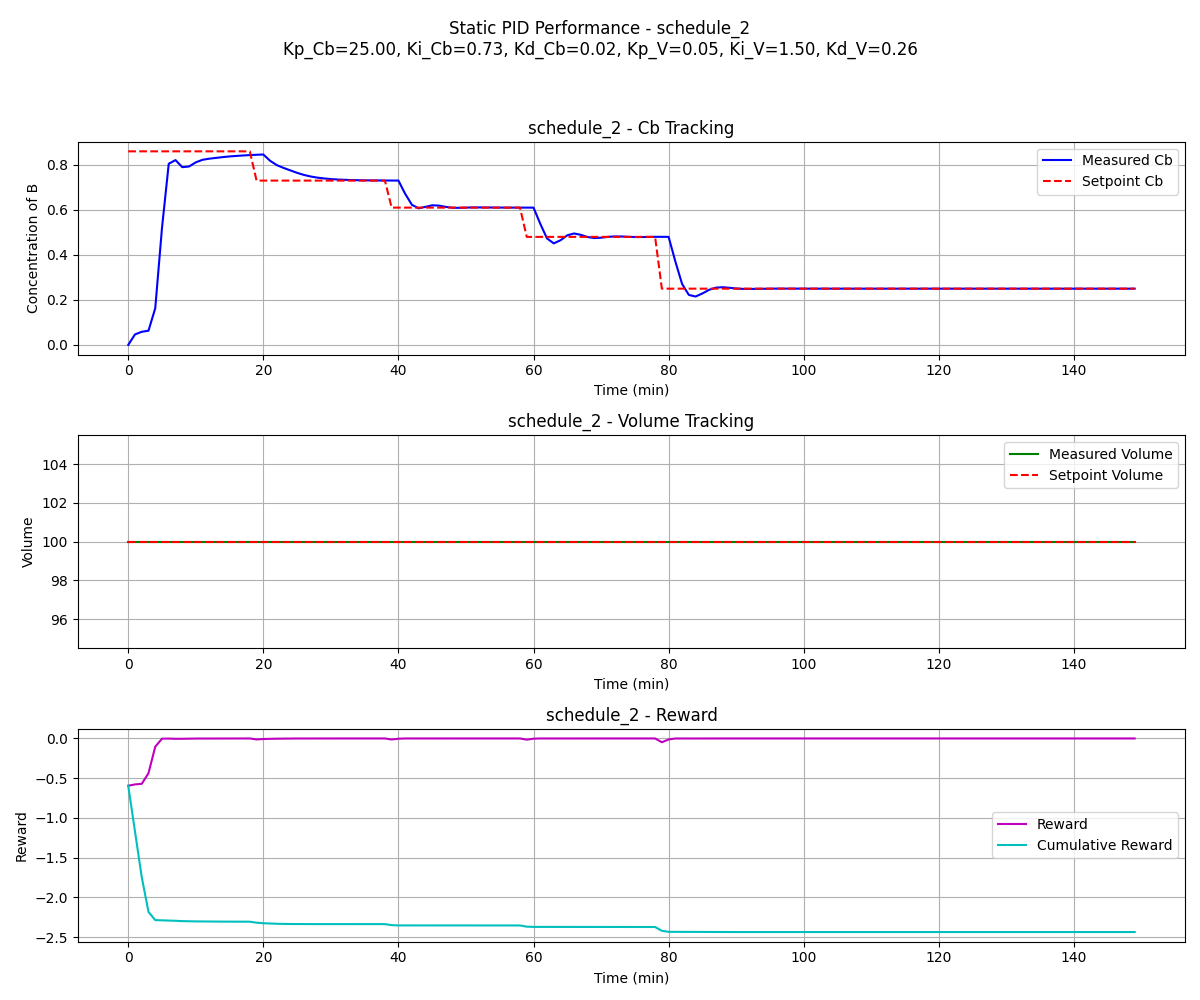 Static PID Performance - schedule_2
Kp_Cb=25.00, Ki_Cb=0.73, Kd_Cb=0.02, Kp_V=0.05, Ki_V=1.50, Kd_V=0.26
schedule_2 - Cb Tracking
Concentration of B
0.8
0.6
0.4
0.2
0.0
Measured Cb
Setpoint Cb
0 20 40 60 80 100 120 140
Time (min)
schedule_2 - Volume Tracking
Volume
104
102
100
98
96
Measured Volume
Setpoint Volume
0 20 40 60 80 100 120 140
Time (min)
schedule_2 - Reward
Reward
0.0
−0.5
−1.0
−1.5
−2.0
−2.5
Reward
Cumulative Reward
0 20 40 60 80 100 120 140
Time (min)